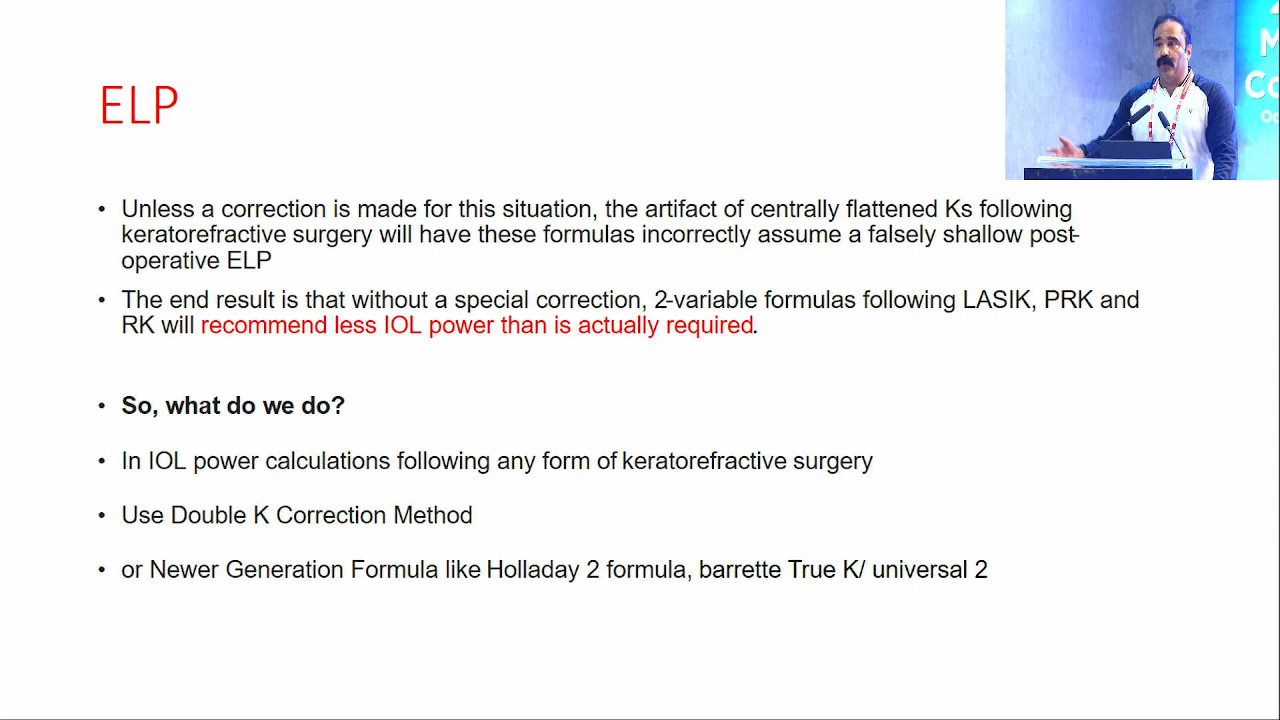 ELP
• Unless a correction is made for this situation, the artifact of centrally flattened Ks following
keratorefractive surgery will have these formulas incorrectly assume a falsely shallow post-
operative ELP
• The end result is that without a special correction, 2-variable formulas following LASIK, PRK and
RK will recommend less IOL power than is actually required.
• So, what do we do?
• In IOL power calculations following any form of keratorefractive surgery
• Use Double K Correction Method
• or Newer Generation Formula like Holladay 2 formula, barrette True K/ universal 2